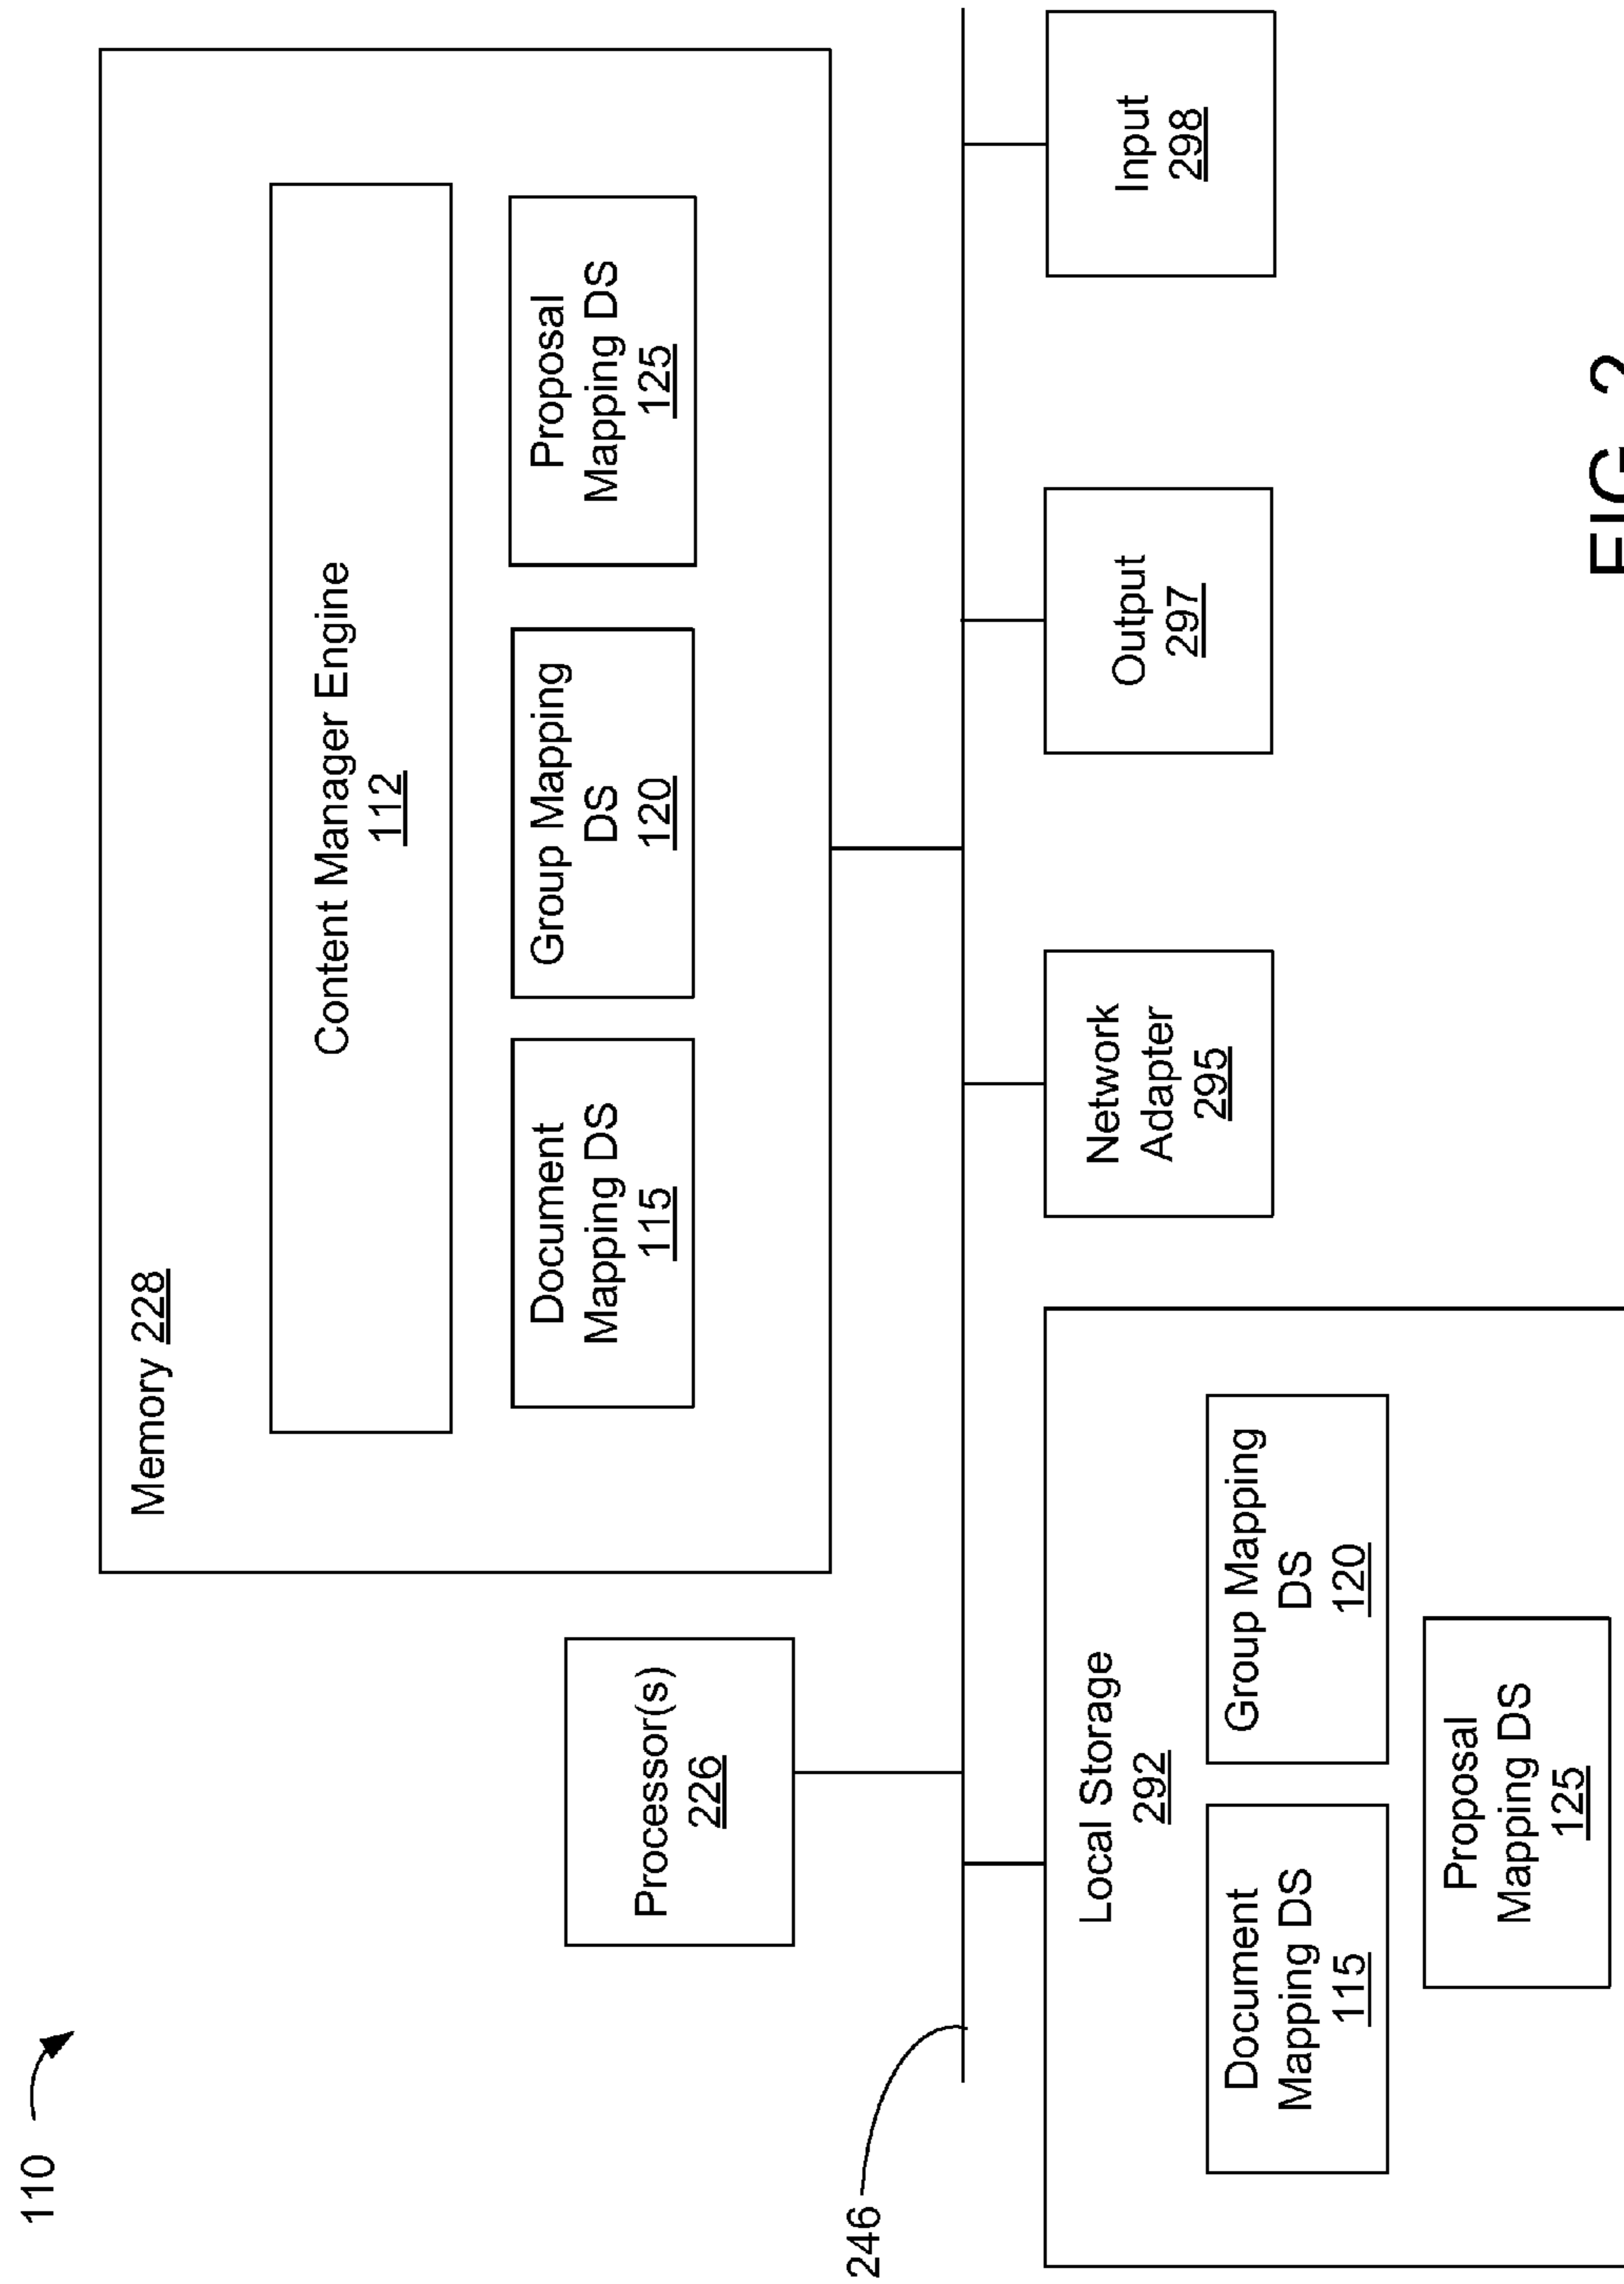 110
Memory 228
Content Manager Engine
112
Document
Mapping DS
115
Group Mapping
DS
120
Proposal
Mapping DS
125
Processor(s)
226
246
Local Storage
292
Document
Mapping DS
115
Group Mapping
DS
120
Proposal
Mapping DS
125
Network
Adapter
295
Output
297
Input
298
FIG. 2